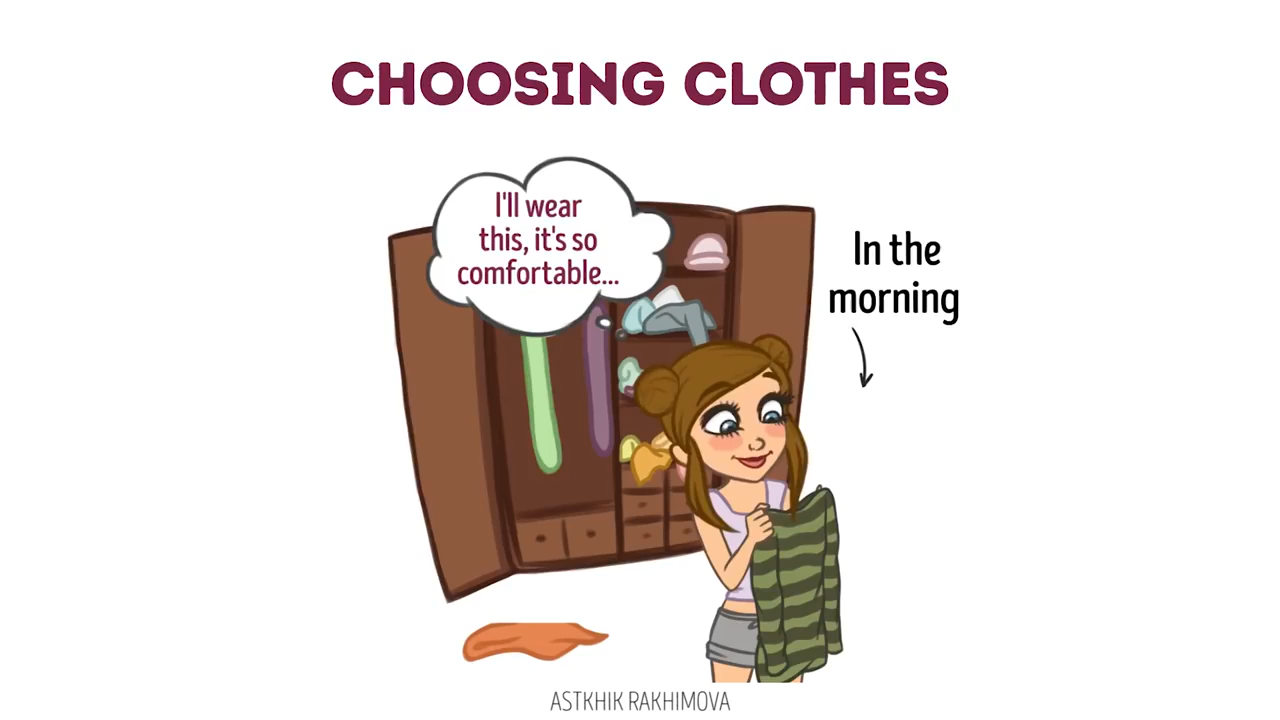 CHOOSING CLOTHES
I'll wear
this, it's so
comfortable...
In the
morning
ASTKHIK RAKHIMOVA